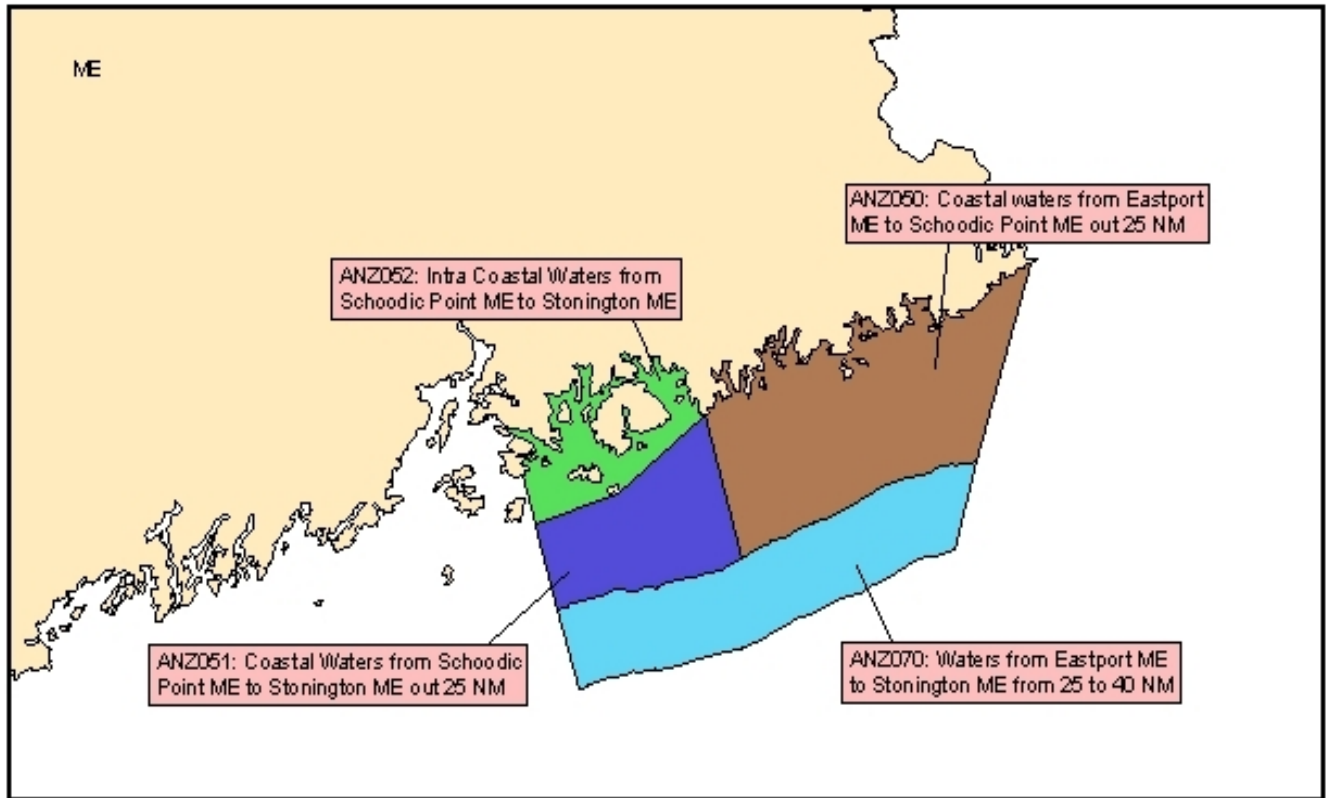 ME
ANZ050: Coastal waters from Eastport
ME to Schoodic Point ME out 25 NM
ANZ052: Intra Coastal Waters from
Schoodic Point ME to Stonington ME
ANZ051: Coastal Waters from Schoodic
Point ME to Stonington ME out 25 NM
ANZ070: Waters from Eastport ME
to Stonington ME from 25 to 40 NM